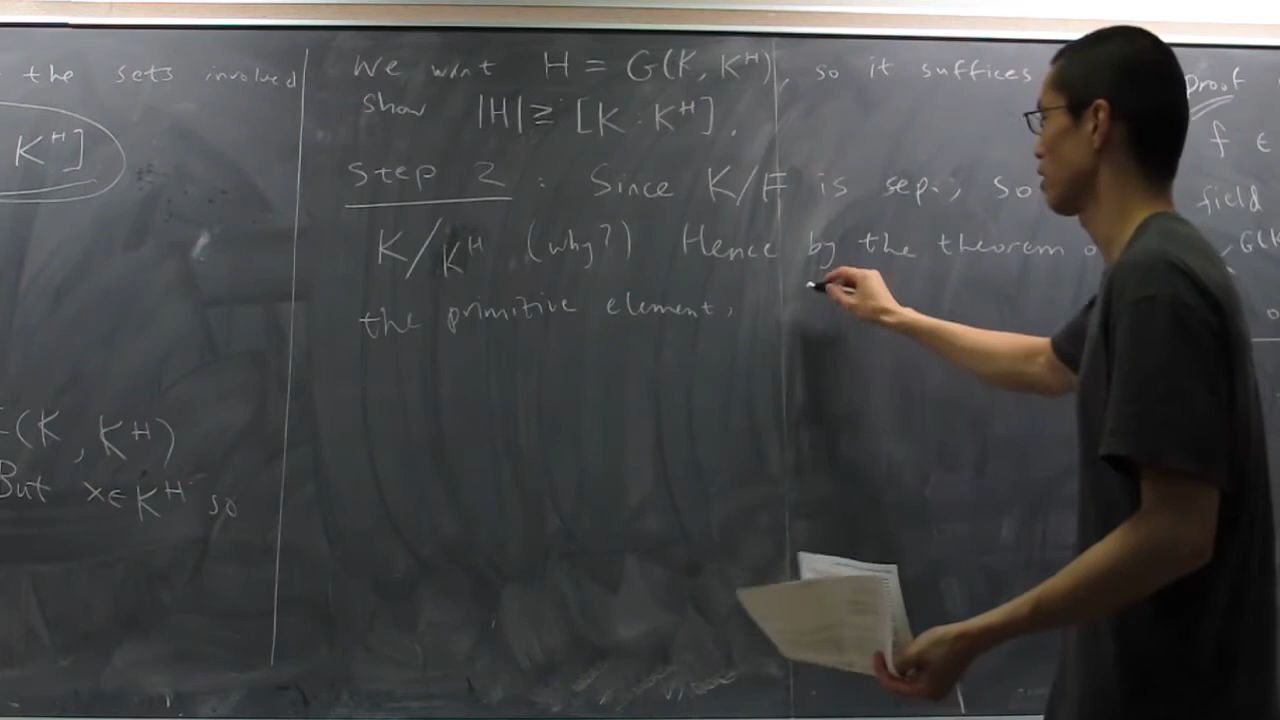 the sets involved
K^H]
(K, K^H)
But x∈K^H so
We want H = G(K, K^H), so it suffices
show |H| ≥ [K : K^H].
Step 2 : Since K/F is sep., so
K/K^H (why?) Hence by the theorem o
the primitive element,
proof
f ∈
field
, G(K